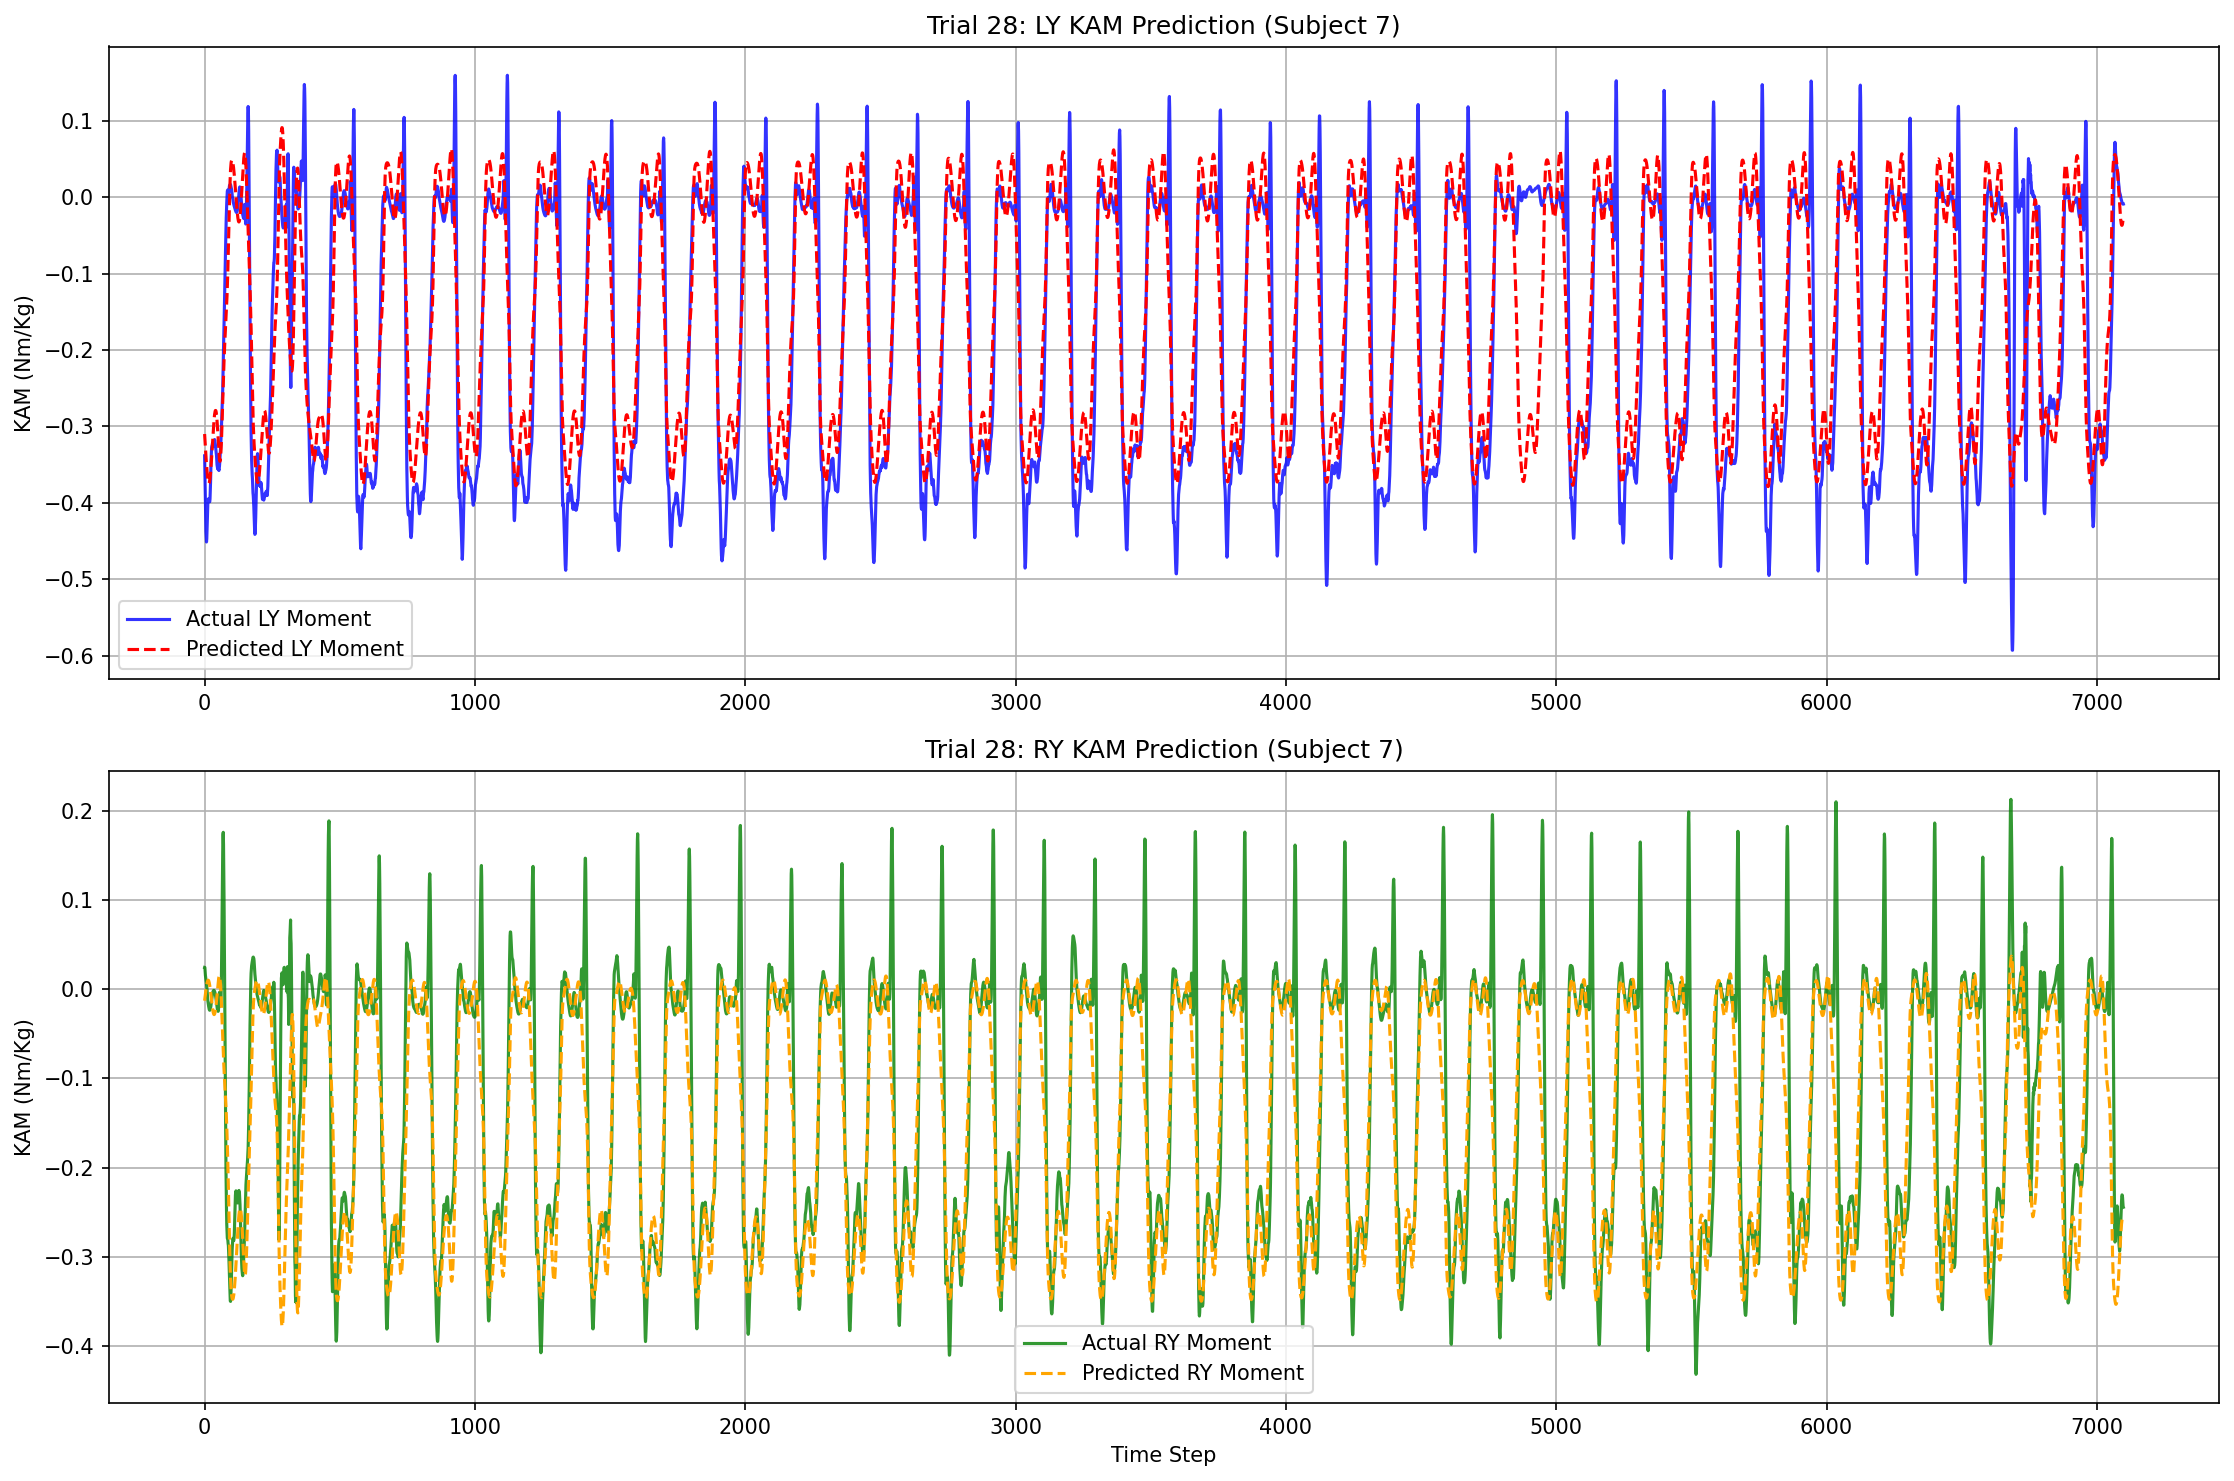 Trial 28: LY KAM Prediction (Subject 7)
KAM (Nm/Kg)
0.1
0.0
−0.1
−0.2
−0.3
−0.4
−0.5
−0.6
Actual LY Moment
Predicted LY Moment
0 1000 2000 3000 4000 5000 6000 7000
Trial 28: RY KAM Prediction (Subject 7)
KAM (Nm/Kg)
0.2
0.1
0.0
−0.1
−0.2
−0.3
−0.4
Actual RY Moment
Predicted RY Moment
0 1000 2000 3000 4000 5000 6000 7000
Time Step